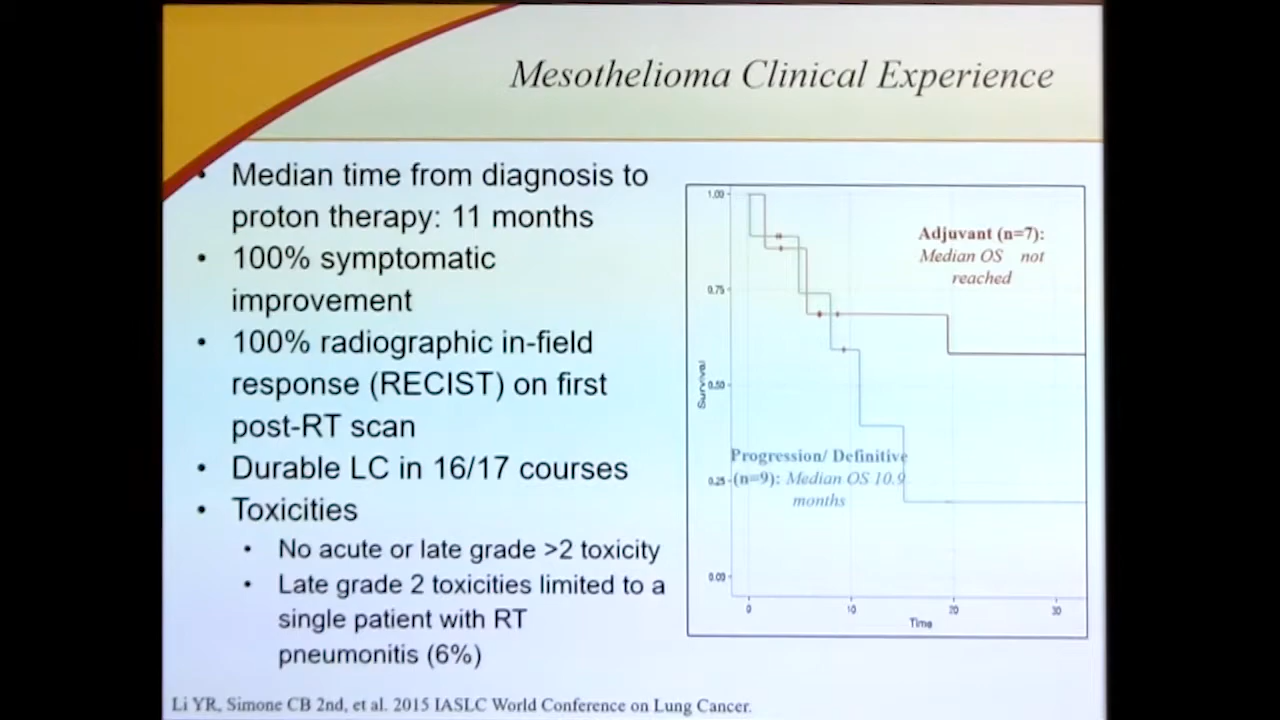 Mesothelioma Clinical Experience
• Median time from diagnosis to
proton therapy: 11 months
• 100% symptomatic
improvement
• 100% radiographic in-field
response (RECIST) on first
post-RT scan
• Durable LC in 16/17 courses
• Toxicities
• No acute or late grade >2 toxicity
• Late grade 2 toxicities limited to a
single patient with RT
pneumonitis (6%)
1.00
0.75
0.50
0.25
0.00
Survival
Adjuvant (n=7):
Median OS not
reached
Progression/ Definitive
(n=9): Median OS 10.9
months
0 10 20 30
Time
Li YR, Simone CB 2nd, et al. 2015 IASLC World Conference on Lung Cancer.